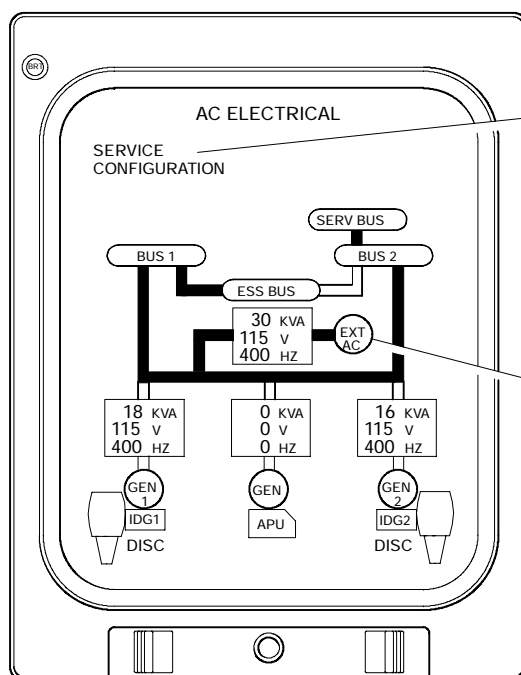 BRT
AC ELECTRICAL
SERVICE
CONFIGURATION
SERV BUS
BUS 1
BUS 2
ESS BUS
30 KVA
115 V
400 HZ
EXT
AC
18 KVA
115 V
400 HZ
0 KVA
0 V
0 HZ
16 KVA
115 V
400 HZ
GEN
1
GEN
GEN
2
IDG1
APU
IDG2
DISC
DISC